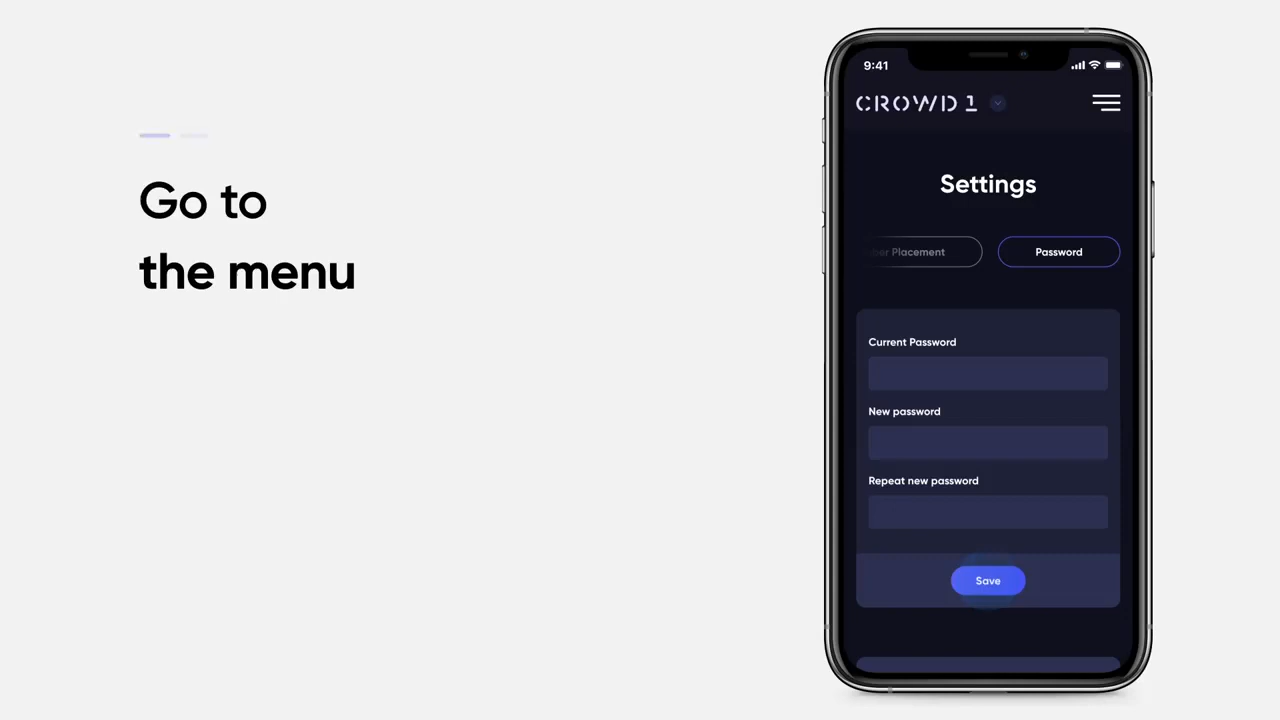 Go to
the menu
9:41
CROWD 1
Settings
Placement
Password
Current Password
New password
Repeat new password
Save